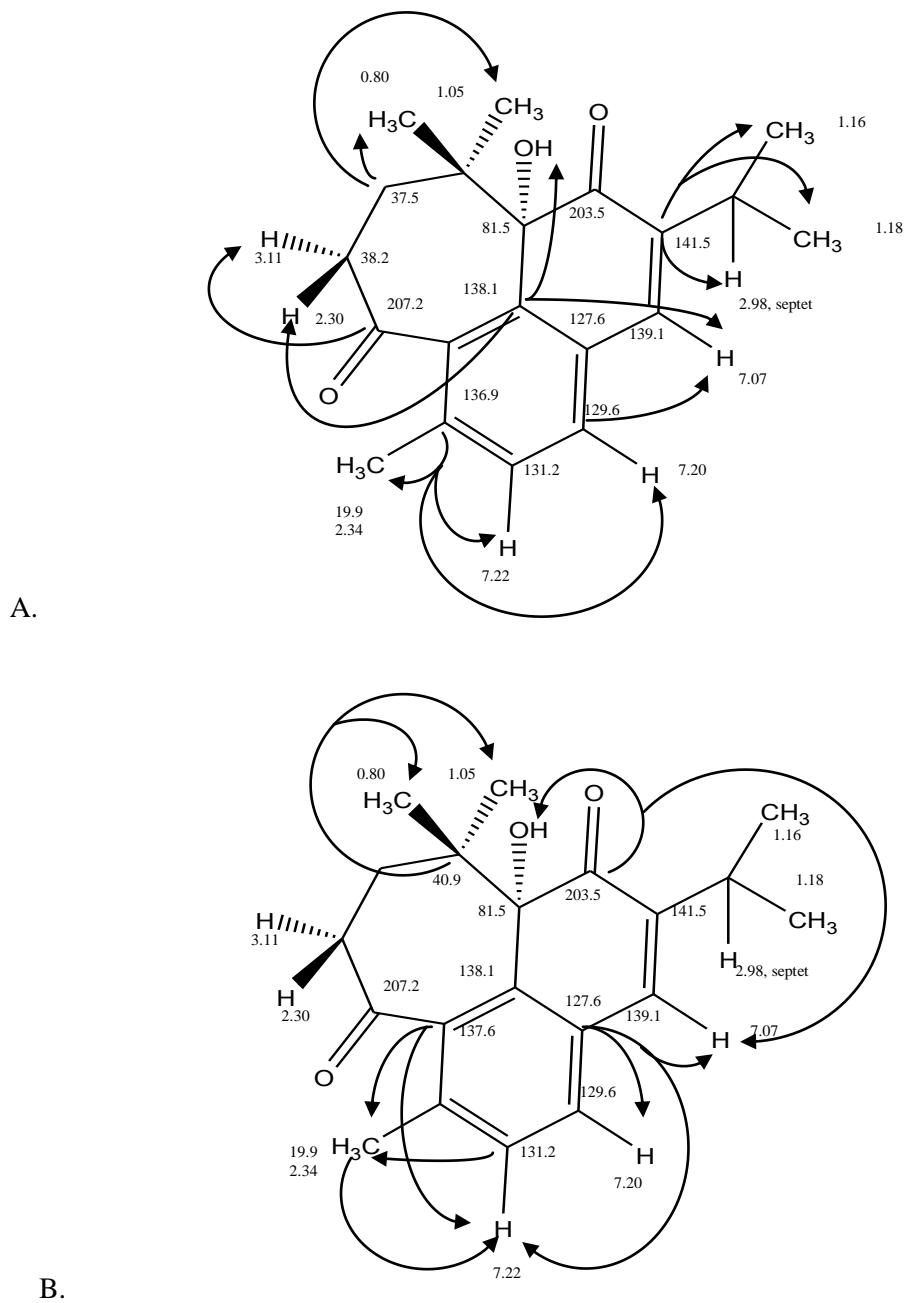 O
0.80
1.05
CH3
H3C
OH
CH3
1.16
37.5
203.5
81.5
141.5
CH3
1.18
H
3.11
38.2
H
2.98, septet
138.1
207.2
H
2.30
127.6
139.1
H
7.07
O
136.9
129.6
H3C
131.2
H
7.20
19.9
2.34
H
7.22
A.
0.80
1.05
O
H3C
CH3
OH
CH3
1.16
40.9
203.5
1.18
81.5
141.5
CH3
H
3.11
H
2.98, septet
138.1
207.2
H
2.30
127.6
139.1
137.6
H
7.07
O
129.6
19.9
2.34
H3C
131.2
H
7.20
H
7.22
B.